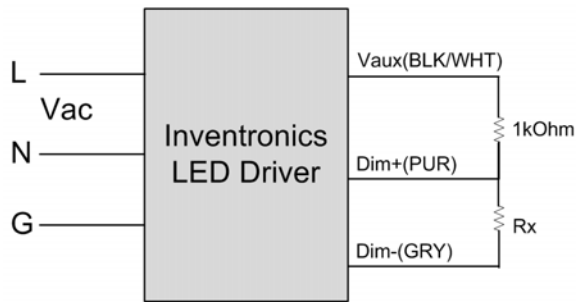 L
Vac
N
G
Inventronics
LED Driver
Vaux(BLK/WHT)
1kOhm
Dim+(PUR)
Rx
Dim-(GRY)